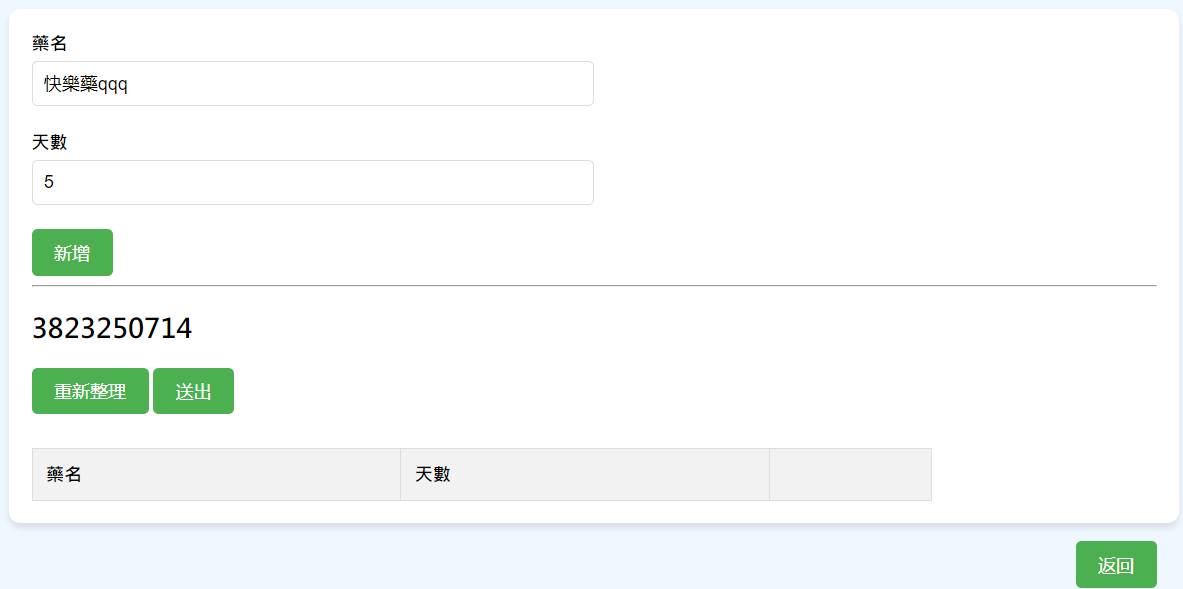 藥名
快樂藥qqq
天數
5
新增
3823250714
重新整理 送出
藥名 天數
返回